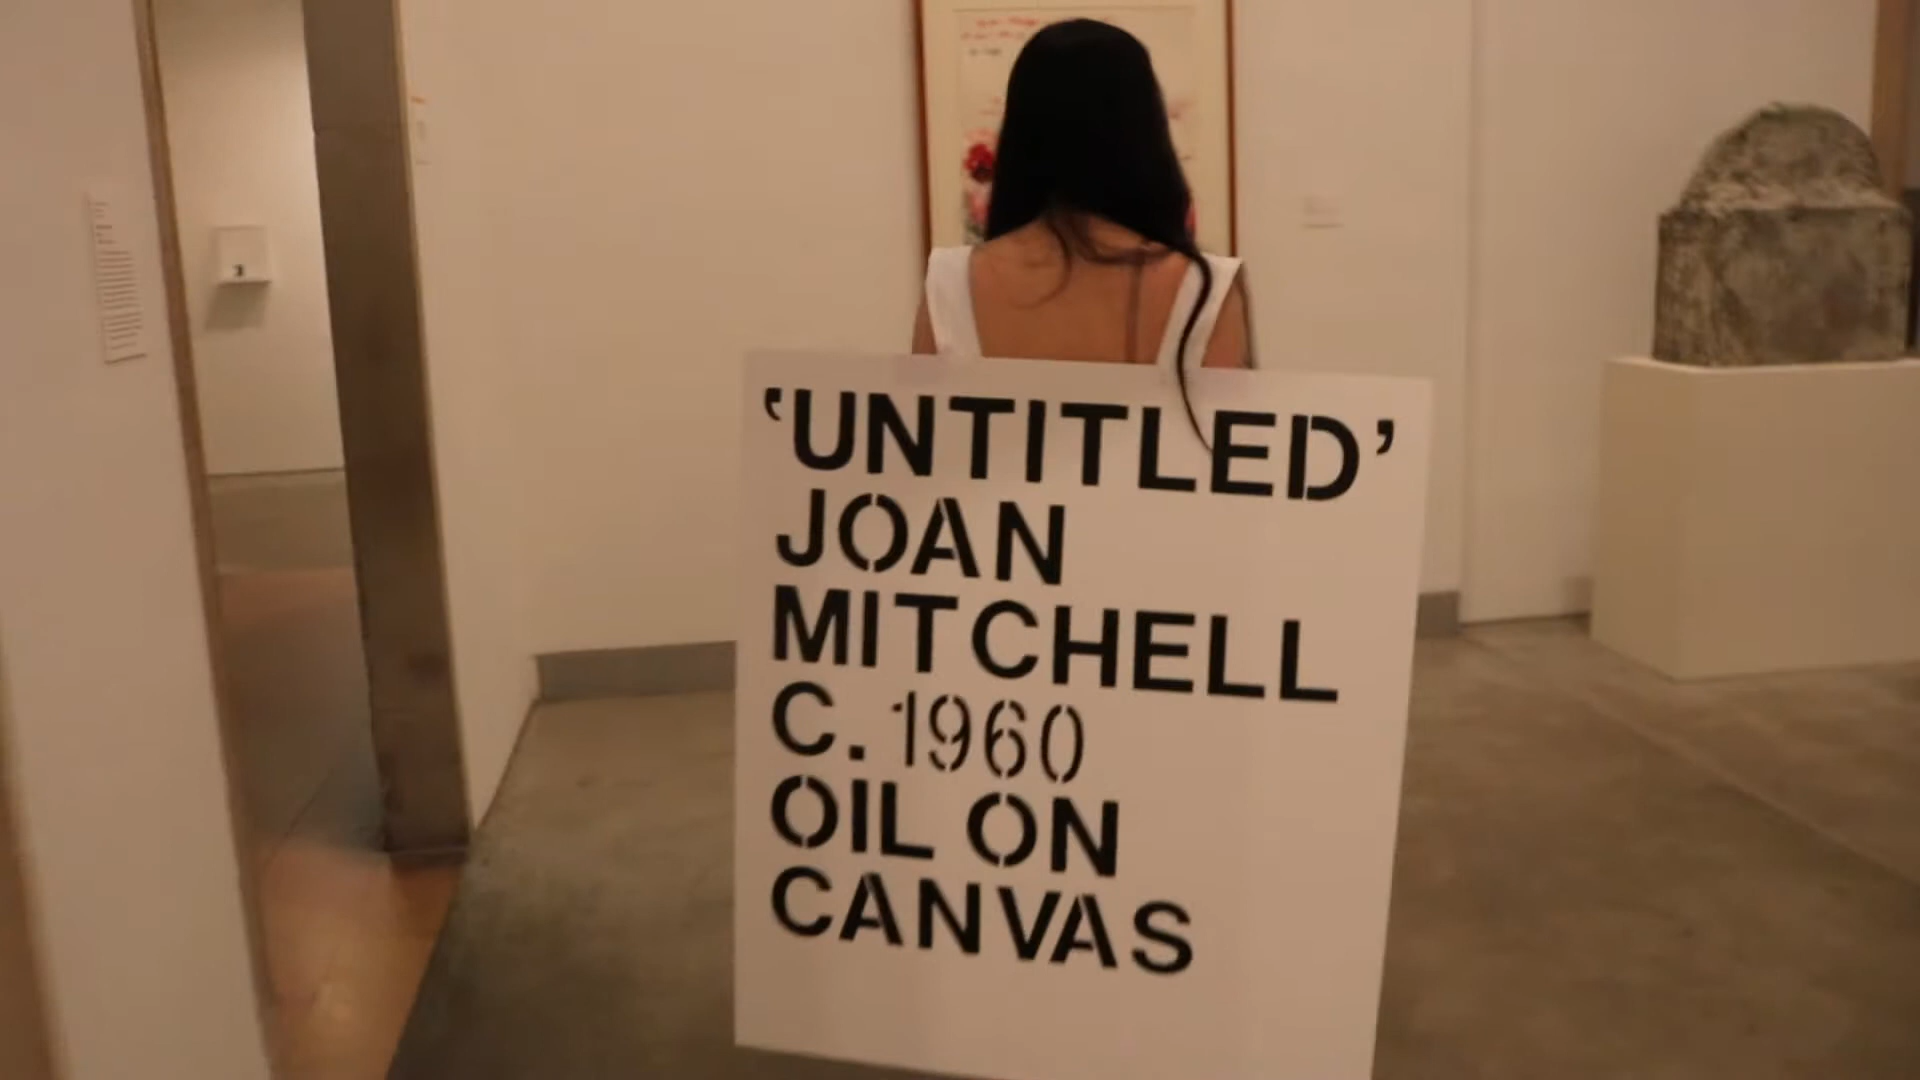 ‘UNTITLED’
JOAN
MITCHELL
C. 1960
OIL ON
CANVAS